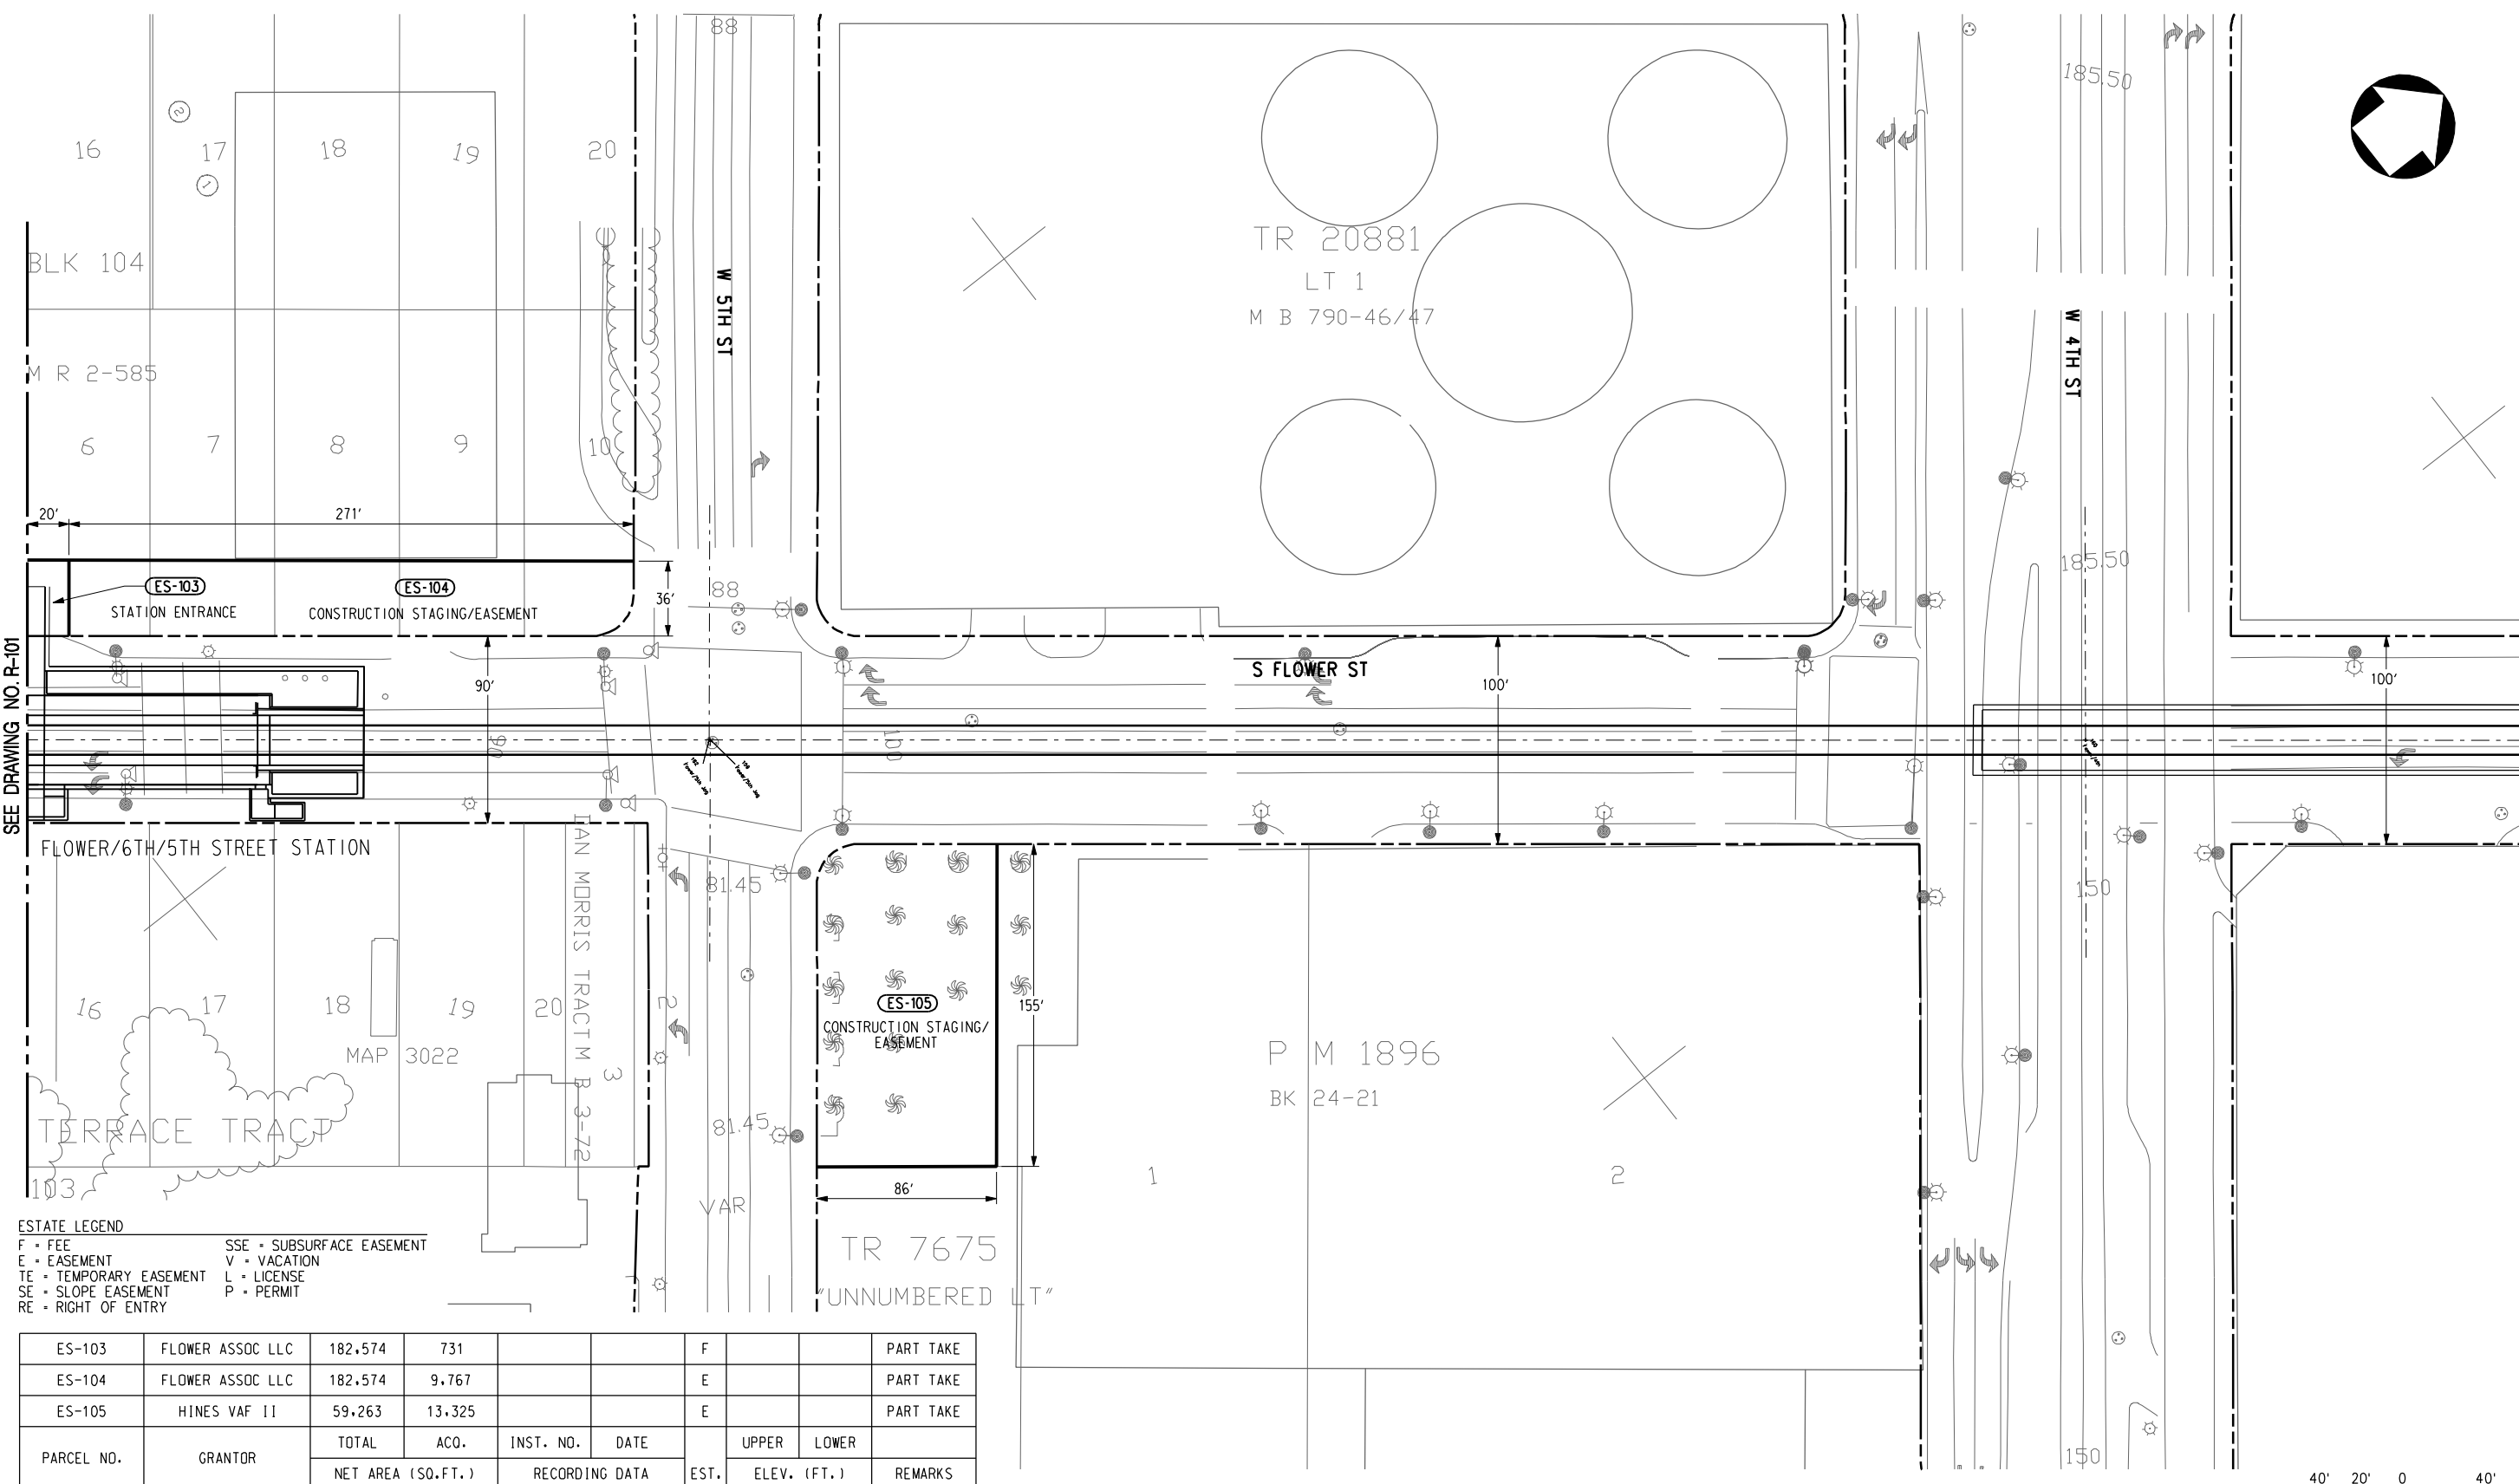 88
185.50
16
17
18
19
20
2
1
BLK 104
W 5TH ST
TR 20881
LT 1
M B 790-46/47
W 4TH ST
M R 2-585
6
7
8
9
10
20'
271'
ES-103
STATION ENTRANCE
ES-104
CONSTRUCTION STAGING/EASEMENT
36'
88
185.50
SEE DRAWING NO. R-101
90'
S FLOWER ST
100'
100'
90
100
FLOWER/6TH/5TH STREET STATION
IAN MORRIS TRACT M B 3-72
81.45
150
16
17
18
19
20
2
3
MAP 3022
ES-105
CONSTRUCTION STAGING/
EASEMENT
155'
P M 1896
BK 24-21
TERRACE TRACT
81.45
103
1
2
86'
VAR
TR 7675
"UNNUMBERED LT"
ESTATE LEGEND
F = FEE
E = EASEMENT
TE = TEMPORARY EASEMENT
SE = SLOPE EASEMENT
RE = RIGHT OF ENTRY
SSE = SUBSURFACE EASEMENT
V = VACATION
L = LICENSE
P = PERMIT
ES-103 FLOWER ASSOC LLC 182,574 731 F PART TAKE
ES-104 FLOWER ASSOC LLC 182,574 9,767 E PART TAKE
ES-105 HINES VAF II 59,263 13,325 E PART TAKE
PARCEL NO. GRANTOR TOTAL ACQ. INST. NO. DATE EST. UPPER LOWER
NET AREA (SQ.FT.) RECORDING DATA ELEV. (FT.) REMARKS
150
40' 20' 0 40'